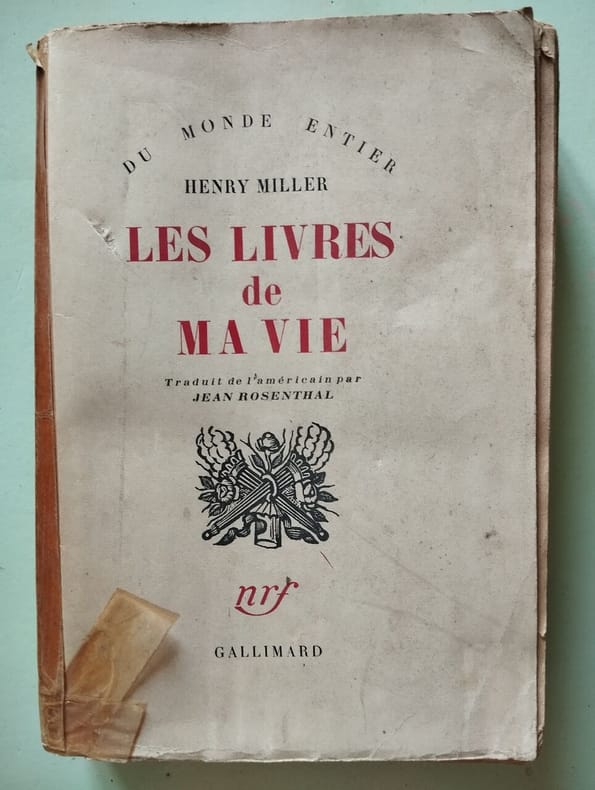 DU MONDE ENTIER
HENRY MILLER
LES LIVRES
de
MA VIE
Traduit de l'américain par
JEAN ROSENTHAL
nrf
GALLIMARD